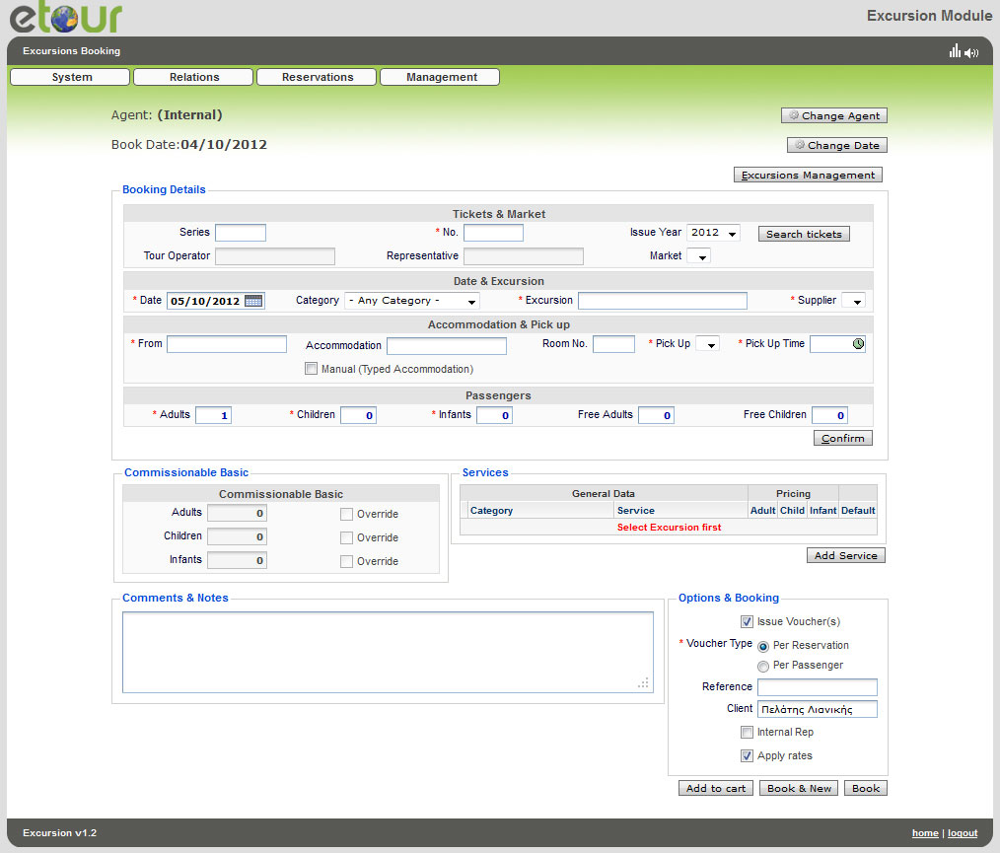 etour
Excursion Module
Excursions Booking
System Relations Reservations Management
Agent: (Internal) Change Agent
Book Date:04/10/2012 Change Date
Excursions Management
Booking Details
Tickets & Market
Series * No. Issue Year 2012 Search tickets
Tour Operator Representative Market
Date & Excursion
* Date 05/10/2012 Category - Any Category - * Excursion * Supplier
Accommodation & Pick up
* From Accommodation Room No. * Pick Up * Pick Up Time
Manual (Typed Accommodation)
Passengers
* Adults 1 * Children 0 * Infants 0 Free Adults 0 Free Children 0
Confirm
Commissionable Basic
Commissionable Basic
Adults 0 Override
Children 0 Override
Infants 0 Override
Services
General Data Pricing
Category Service Adult Child Infant Default
Select Excursion first
Add Service
Comments & Notes
Options & Booking
Issue Voucher(s)
* Voucher Type Per Reservation
Per Passenger
Reference
Client Πελάτης Λιανικής
Internal Rep
Apply rates
Add to cart Book & New Book
Excursion v1.2 home | logout